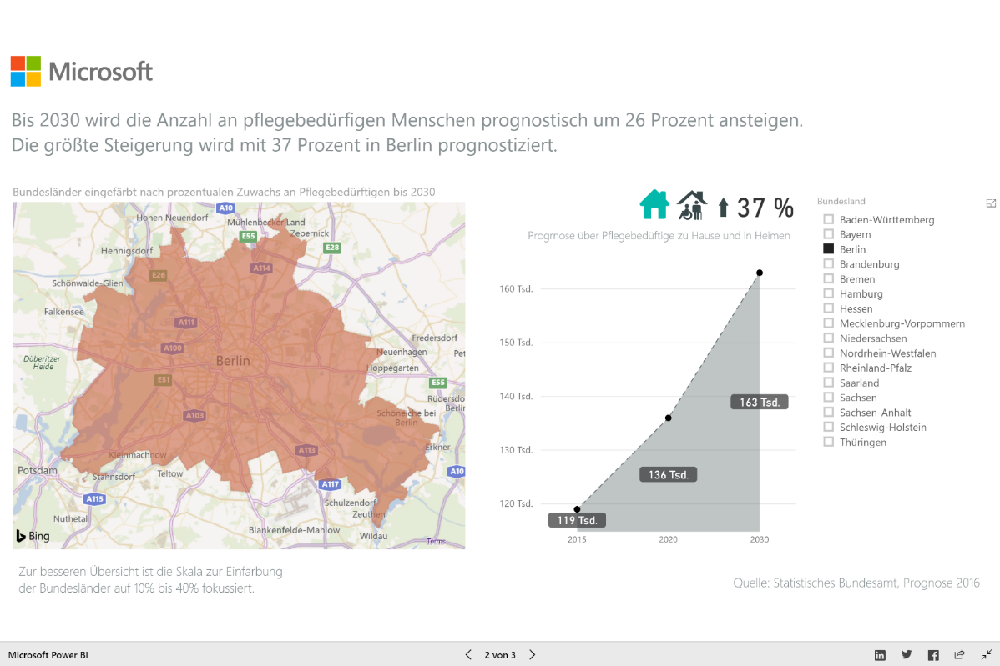 Microsoft
Bis 2030 wird die Anzahl an pflegebedürfigen Menschen prognostisch um 26 Prozent ansteigen.
Die größte Steigerung wird mit 37 Prozent in Berlin prognostiziert.
Bundesländer eingefärbt nach prozentualen Zuwachs an Pflegebedürftigen bis 2030
A10
Hohen Neuendorf
Mühlenbecker Land
E55
Zepernick
E28
Hennigsdorf
A114
E26
Schönwalde-Glien
Falkensee
A111
Fredersdorf
A100
Neuenhagen
Pet
Döberitzer
Heide
Berlin
Hoppegarten
E51
E55
Rüdersdo
Berlin
A103
Schöneiche bei
Berlin
Erkner
A113
Kleinmachnow
Potsdam
Stahnsdorf
Teltow
A10
A117
A115
Schulzendorf
Zeuthen
Nuthetal
Blankenfelde-Mahlow
Wildau
Bing
Terms
Zur besseren Übersicht ist die Skala zur Einfärbung
der Bundesländer auf 10% bis 40% fokussiert.
37 %
Progrnose über Pflegebedüftige zu Hause und in Heimen
160 Tsd.
150 Tsd.
140 Tsd.
130 Tsd.
120 Tsd.
163 Tsd.
136 Tsd.
119 Tsd.
2015
2020
2030
Bundesland
Baden-Württemberg
Bayern
Berlin
Brandenburg
Bremen
Hamburg
Hessen
Mecklenburg-Vorpommern
Niedersachsen
Nordrhein-Westfalen
Rheinland-Pfalz
Saarland
Sachsen
Sachsen-Anhalt
Schleswig-Holstein
Thüringen
Quelle: Statistisches Bundesamt, Prognose 2016
Microsoft Power BI
2 von 3